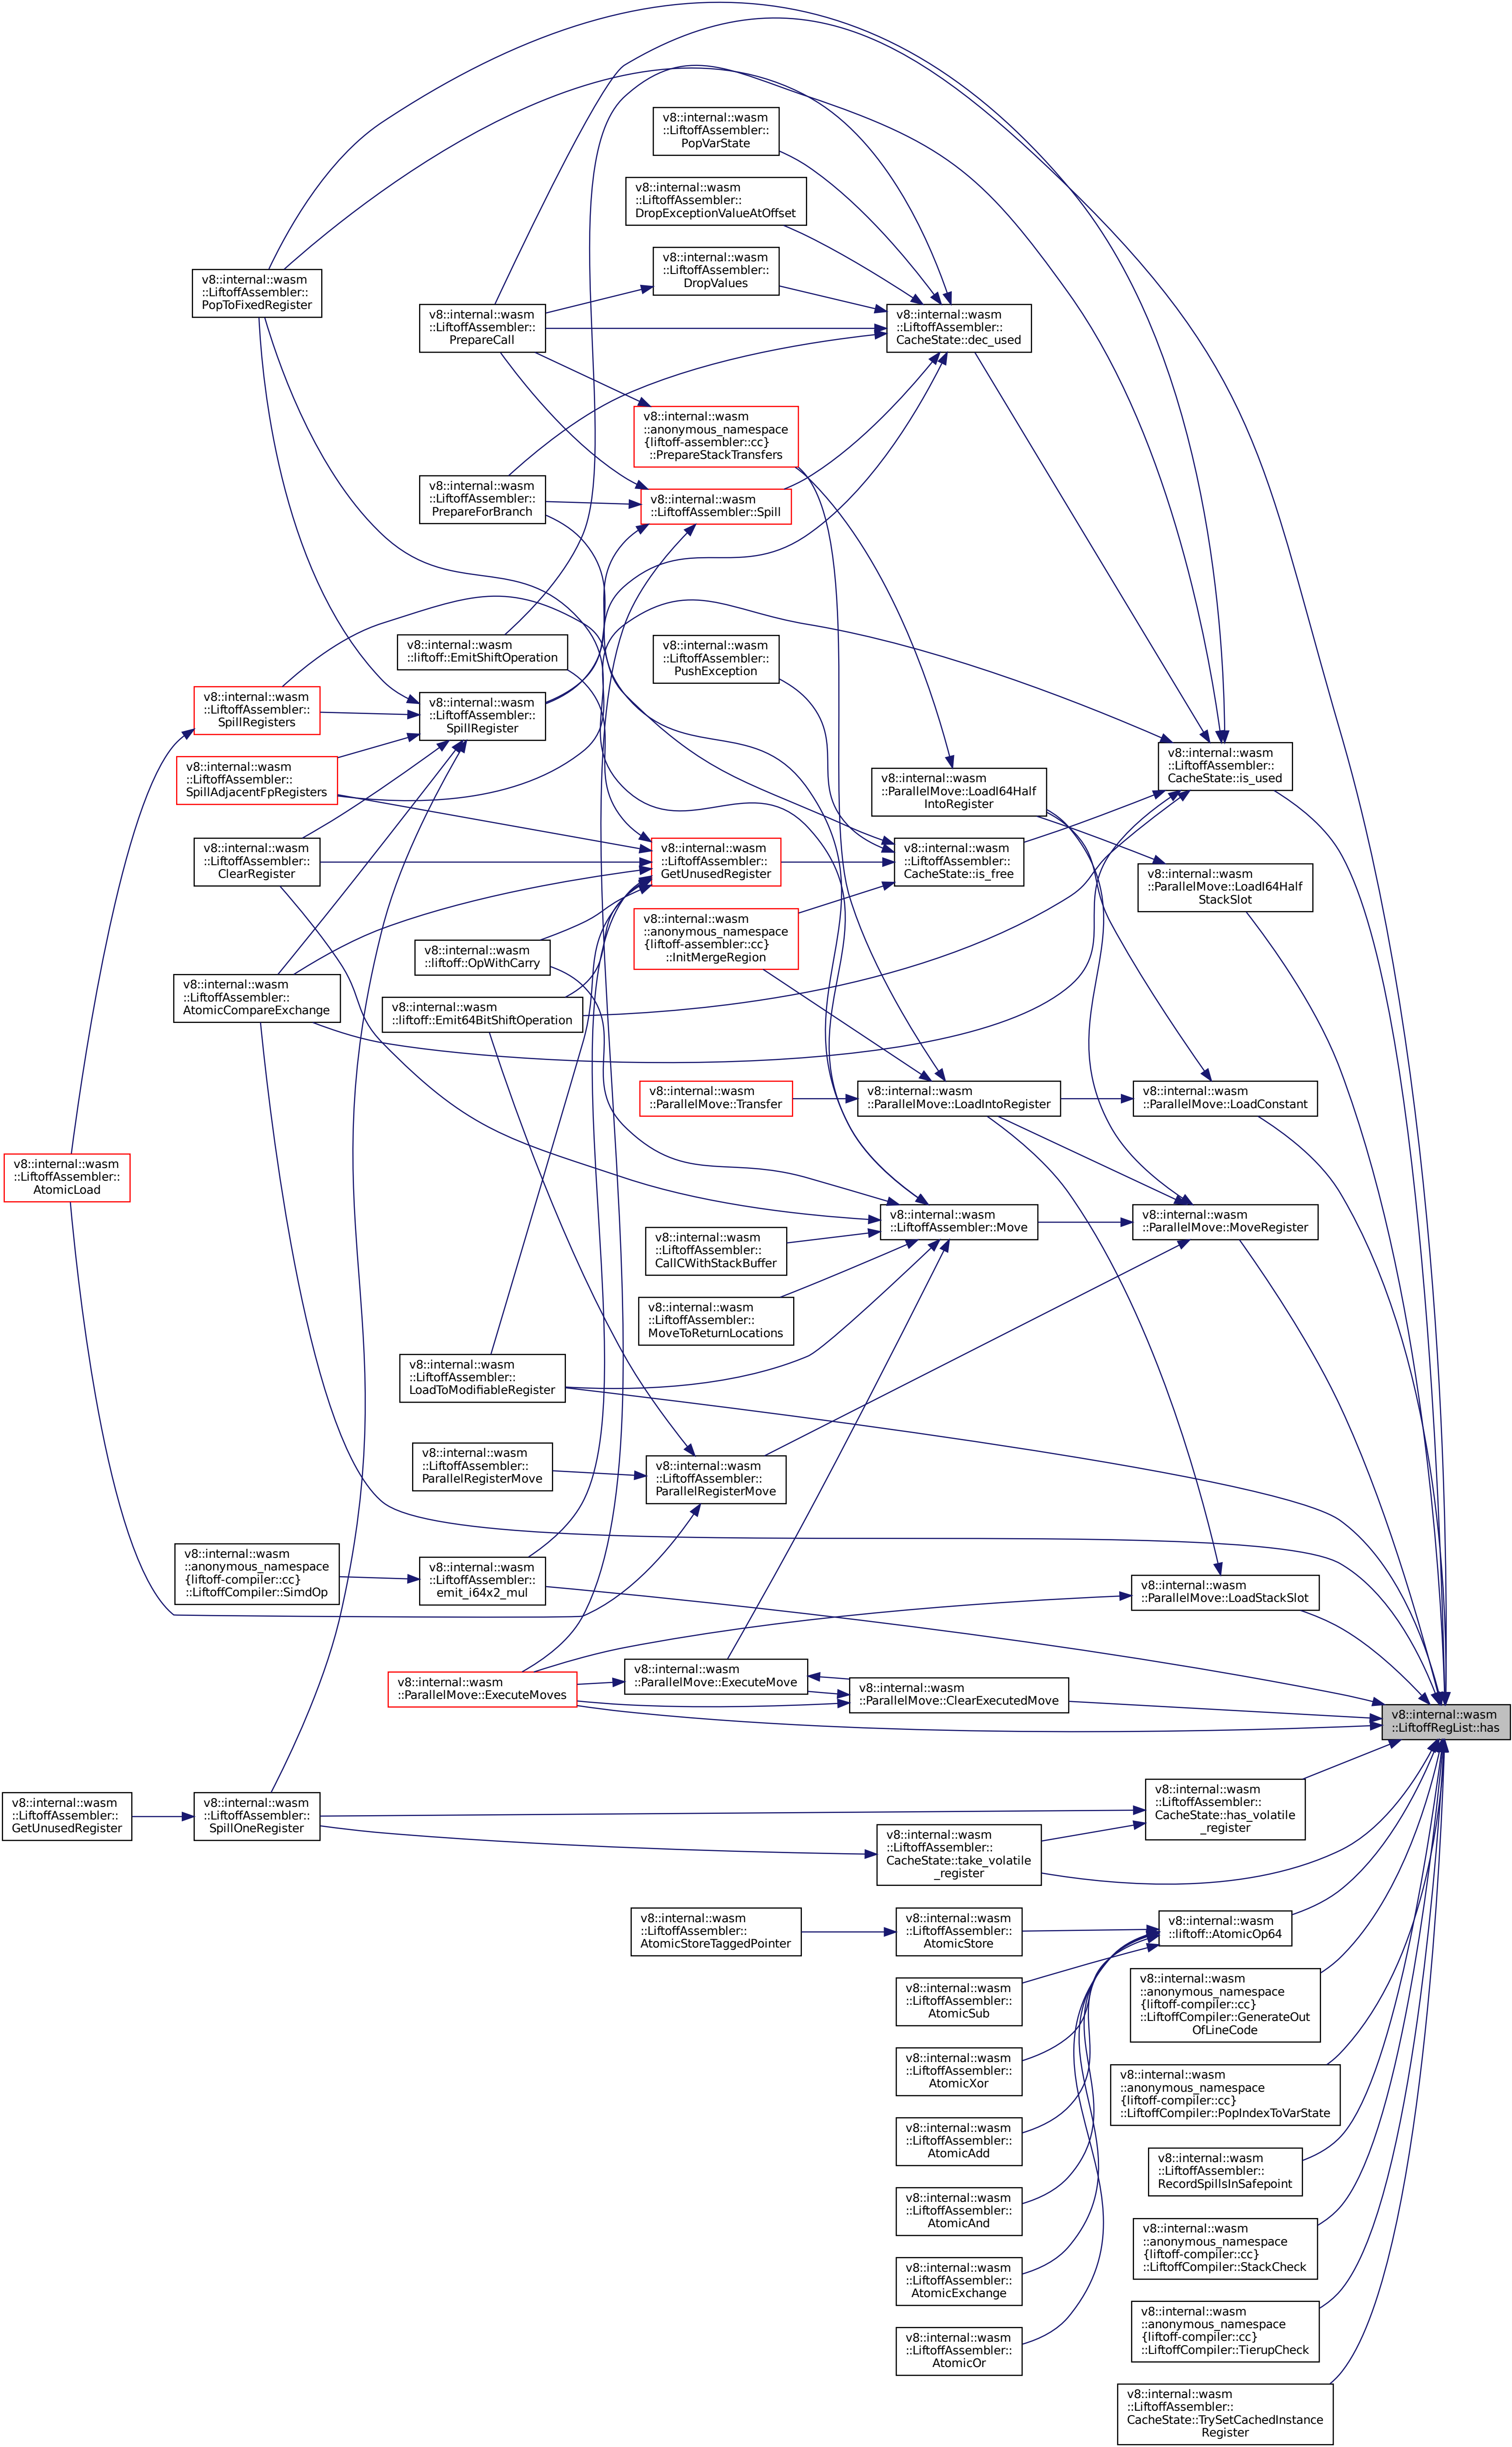 v8::internal::wasm
::LiftoffAssembler::
PopVarState
v8::internal::wasm
::LiftoffAssembler::
DropExceptionValueAtOffset
v8::internal::wasm
::LiftoffAssembler::
DropValues
v8::internal::wasm
::LiftoffAssembler::
PopToFixedRegister
v8::internal::wasm
::LiftoffAssembler::
PrepareCall
v8::internal::wasm
::LiftoffAssembler::
CacheState::dec_used
v8::internal::wasm
::anonymous_namespace
{liftoff-assembler::cc}
::PrepareStackTransfers
v8::internal::wasm
::LiftoffAssembler::
PrepareForBranch
v8::internal::wasm
::LiftoffAssembler::Spill
v8::internal::wasm
::liftoff::EmitShiftOperation
v8::internal::wasm
::LiftoffAssembler::
PushException
v8::internal::wasm
::LiftoffAssembler::
SpillRegisters
v8::internal::wasm
::LiftoffAssembler::
SpillRegister
v8::internal::wasm
::LiftoffAssembler::
CacheState::is_used
v8::internal::wasm
::LiftoffAssembler::
SpillAdjacentFpRegisters
v8::internal::wasm
::ParallelMove::LoadI64Half
IntoRegister
v8::internal::wasm
::LiftoffAssembler::
ClearRegister
v8::internal::wasm
::LiftoffAssembler::
GetUnusedRegister
v8::internal::wasm
::LiftoffAssembler::
CacheState::is_free
v8::internal::wasm
::ParallelMove::LoadI64Half
StackSlot
v8::internal::wasm
::anonymous_namespace
{liftoff-assembler::cc}
::InitMergeRegion
v8::internal::wasm
::liftoff::OpWithCarry
v8::internal::wasm
::LiftoffAssembler::
AtomicCompareExchange
v8::internal::wasm
::liftoff::Emit64BitShiftOperation
v8::internal::wasm
::ParallelMove::Transfer
v8::internal::wasm
::ParallelMove::LoadIntoRegister
v8::internal::wasm
::ParallelMove::LoadConstant
v8::internal::wasm
::LiftoffAssembler::
AtomicLoad
v8::internal::wasm
::LiftoffAssembler::Move
v8::internal::wasm
::ParallelMove::MoveRegister
v8::internal::wasm
::LiftoffAssembler::
CallCWithStackBuffer
v8::internal::wasm
::LiftoffAssembler::
MoveToReturnLocations
v8::internal::wasm
::LiftoffAssembler::
LoadToModifiableRegister
v8::internal::wasm
::LiftoffAssembler::
ParallelRegisterMove
v8::internal::wasm
::LiftoffAssembler::
ParallelRegisterMove
v8::internal::wasm
::anonymous_namespace
{liftoff-compiler::cc}
::LiftoffCompiler::SimdOp
v8::internal::wasm
::LiftoffAssembler::
emit_i64x2_mul
v8::internal::wasm
::ParallelMove::LoadStackSlot
v8::internal::wasm
::ParallelMove::ExecuteMoves
v8::internal::wasm
::ParallelMove::ExecuteMove
v8::internal::wasm
::ParallelMove::ClearExecutedMove
v8::internal::wasm
::LiftoffRegList::has
v8::internal::wasm
::LiftoffAssembler::
GetUnusedRegister
v8::internal::wasm
::LiftoffAssembler::
SpillOneRegister
v8::internal::wasm
::LiftoffAssembler::
CacheState::has_volatile
_register
v8::internal::wasm
::LiftoffAssembler::
CacheState::take_volatile
_register
v8::internal::wasm
::LiftoffAssembler::
AtomicStoreTaggedPointer
v8::internal::wasm
::LiftoffAssembler::
AtomicStore
v8::internal::wasm
::liftoff::AtomicOp64
v8::internal::wasm
::LiftoffAssembler::
AtomicSub
v8::internal::wasm
::anonymous_namespace
{liftoff-compiler::cc}
::LiftoffCompiler::GenerateOut
OfLineCode
v8::internal::wasm
::LiftoffAssembler::
AtomicXor
v8::internal::wasm
::anonymous_namespace
{liftoff-compiler::cc}
::LiftoffCompiler::PopIndexToVarState
v8::internal::wasm
::LiftoffAssembler::
AtomicAdd
v8::internal::wasm
::LiftoffAssembler::
RecordSpillsInSafepoint
v8::internal::wasm
::LiftoffAssembler::
AtomicAnd
v8::internal::wasm
::anonymous_namespace
{liftoff-compiler::cc}
::LiftoffCompiler::StackCheck
v8::internal::wasm
::LiftoffAssembler::
AtomicExchange
v8::internal::wasm
::anonymous_namespace
{liftoff-compiler::cc}
::LiftoffCompiler::TierupCheck
v8::internal::wasm
::LiftoffAssembler::
AtomicOr
v8::internal::wasm
::LiftoffAssembler::
CacheState::TrySetCachedInstance
Register